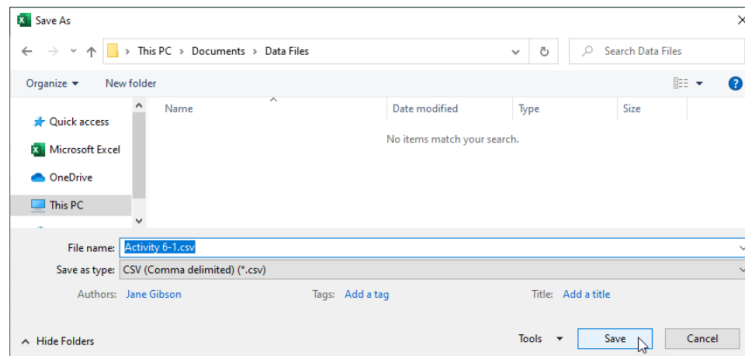 Save As
This PC > Documents > Data Files
Search Data Files
Organize
New folder
Name
Date modified
Type
Size
No items match your search.
Quick access
Microsoft Excel
OneDrive
This PC
File name: Activity 6-1.csv
Save as type: CSV (Comma delimited) (*.csv)
Authors: Jane Gibson
Tags: Add a tag
Title: Add a title
Hide Folders
Tools
Save
Cancel